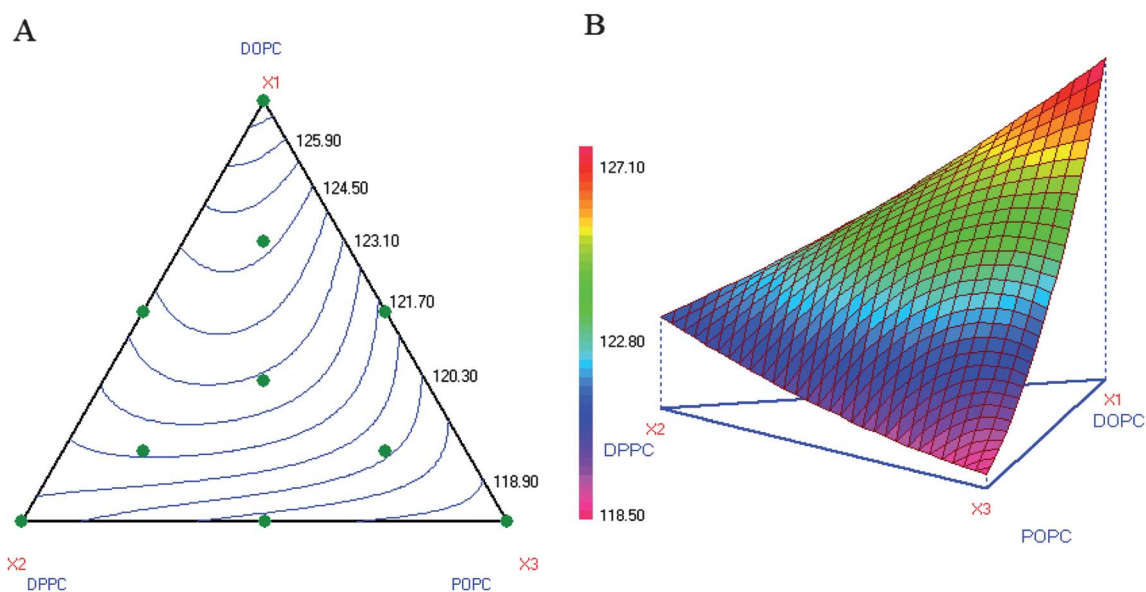 A
DOPC
X1
125.90
124.50
123.10
121.70
120.30
118.90
X2
X3
DPPC
POPC
B
127.10
122.80
118.50
X2
DPPC
X1
DOPC
X3
POPC